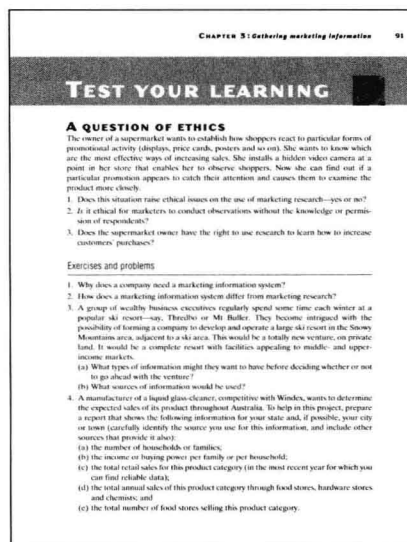 CHAPTER 5: Gathering marketing information 91
TEST YOUR LEARNING
A QUESTION OF ETHICS
The owner of a supermarket wants to establish how shoppers react to particular forms of
promotional activity (displays, price cards, posters and so on). She wants to know which
are the most effective ways of increasing sales. She installs a hidden video camera at a
point in her store that enables her to observe shoppers. Now she can find out if a
particular promotion appears to catch their attention and causes them to examine the
product more closely.
1. Does this situation raise ethical issues on the use of marketing research—yes or no?
2. Is it ethical for marketers to conduct observations without the knowledge or permis-
sion of respondents?
3. Does the supermarket owner have the right to use research to learn how to increase
customers' purchases?
Exercises and problems
1. Why does a company need a marketing information system?
2. How does a marketing information system differ from marketing research?
3. A group of wealthy business executives regularly spend some time each winter at a
popular ski resort—say, Thredbo or Mt Buller. They become intrigued with the
possibility of forming a company to develop and operate a large ski resort in the Snowy
Mountains area, adjacent to a ski area. This would be a totally new venture, on private
land. It would be a complete resort with facilities appealing to middle- and upper-
income markets.
(a) What types of information might they want to have before deciding whether or not
to go ahead with the venture?
(b) What sources of information would be used?
4. A manufacturer of a liquid glass-cleaner, competitive with Windex, wants to determine
the expected sales of its product throughout Australia. To help in this project, prepare
a report that shows the following information for your state and, if possible, your city
or town (carefully identify the source you use for this information, and include other
sources that provide it also):
(a) the number of households or families;
(b) the income or buying power per family or per household;
(c) the total retail sales for this product category (in the most recent year for which you
can find reliable data);
(d) the total annual sales of this product category through food stores, hardware stores
and chemists; and
(e) the total number of food stores selling this product category.